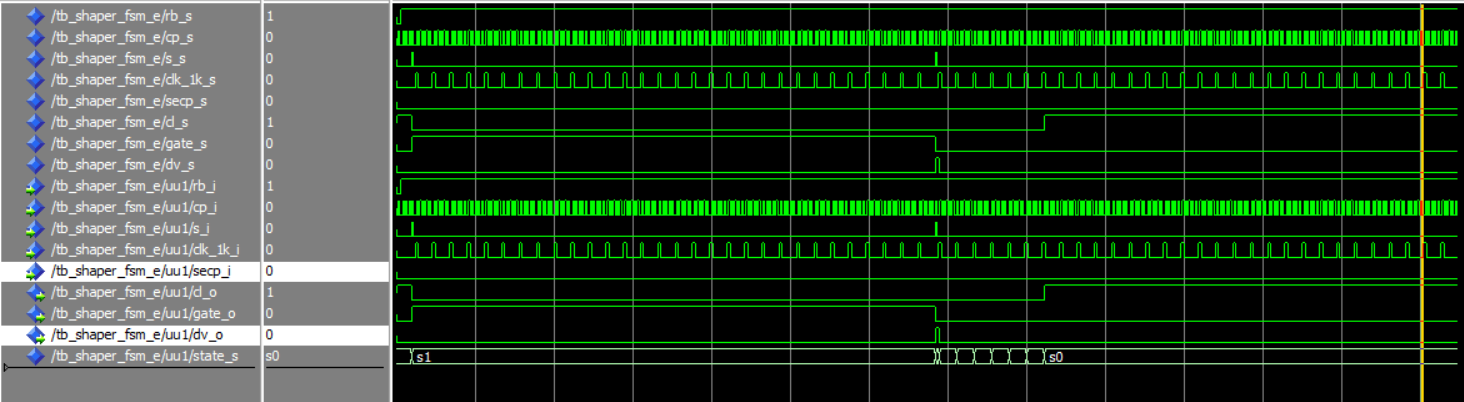 /tb_shaper_fsm_e/rb_s 1
/tb_shaper_fsm_e/cp_s 0
/tb_shaper_fsm_e/s_s 0
/tb_shaper_fsm_e/clk_1k_s 0
/tb_shaper_fsm_e/secp_s 0
/tb_shaper_fsm_e/cl_s 1
/tb_shaper_fsm_e/gate_s 0
/tb_shaper_fsm_e/dv_s 0
/tb_shaper_fsm_e/uu1/rb_i 1
/tb_shaper_fsm_e/uu1/cp_i 0
/tb_shaper_fsm_e/uu1/s_i 0
/tb_shaper_fsm_e/uu1/clk_1k_i 0
/tb_shaper_fsm_e/uu1/secp_i 0
/tb_shaper_fsm_e/uu1/cl_o 1
/tb_shaper_fsm_e/uu1/gate_o 0
/tb_shaper_fsm_e/uu1/dv_o 0
/tb_shaper_fsm_e/uu1/state_s s0 s1 s0